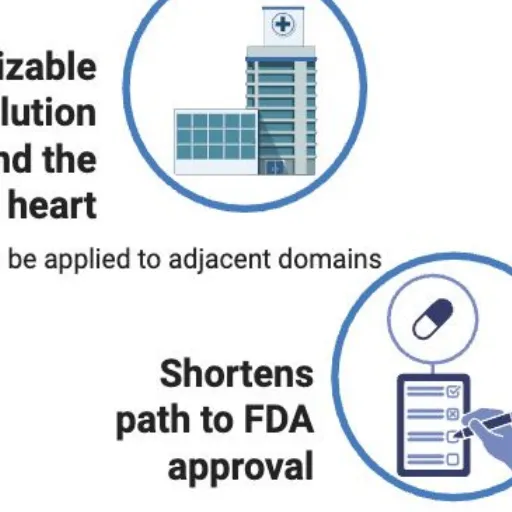 izable
lution
nd the
heart
be applied to adjacent domains
Shortens
path to FDA
approval